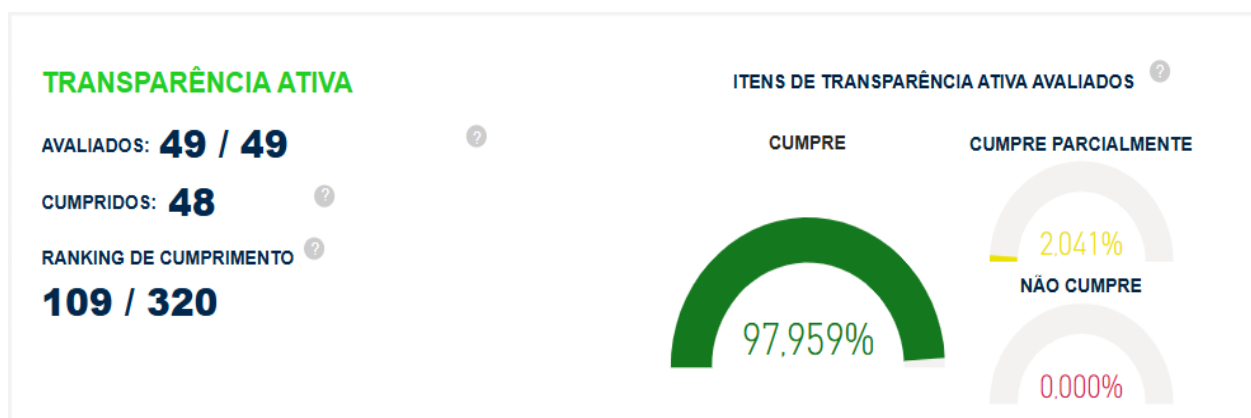 TRANSPARÊNCIA ATIVA
AVALIADOS: 49 / 49 ?
CUMPRIDOS: 48 ?
RANKING DE CUMPRIMENTO ?
109 / 320
ITENS DE TRANSPARÊNCIA ATIVA AVALIADOS ?
CUMPRE
97,959%
CUMPRE PARCIALMENTE
2,041%
NÃO CUMPRE
0,000%